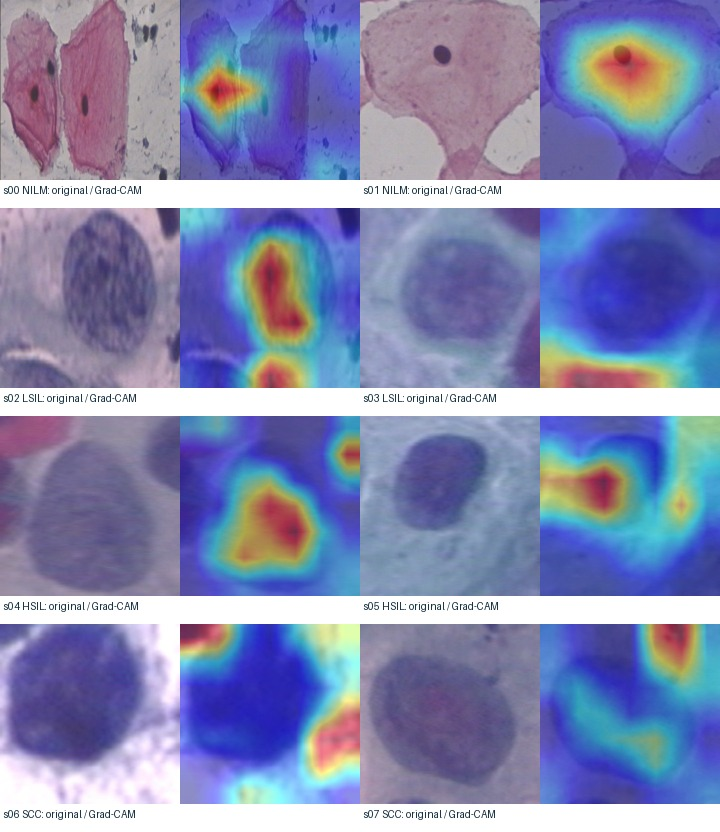 s00 NILM: original / Grad-CAM
s01 NILM: original / Grad-CAM
s02 LSIL: original / Grad-CAM
s03 LSIL: original / Grad-CAM
s04 HSIL: original / Grad-CAM
s05 HSIL: original / Grad-CAM
s06 SCC: original / Grad-CAM
s07 SCC: original / Grad-CAM